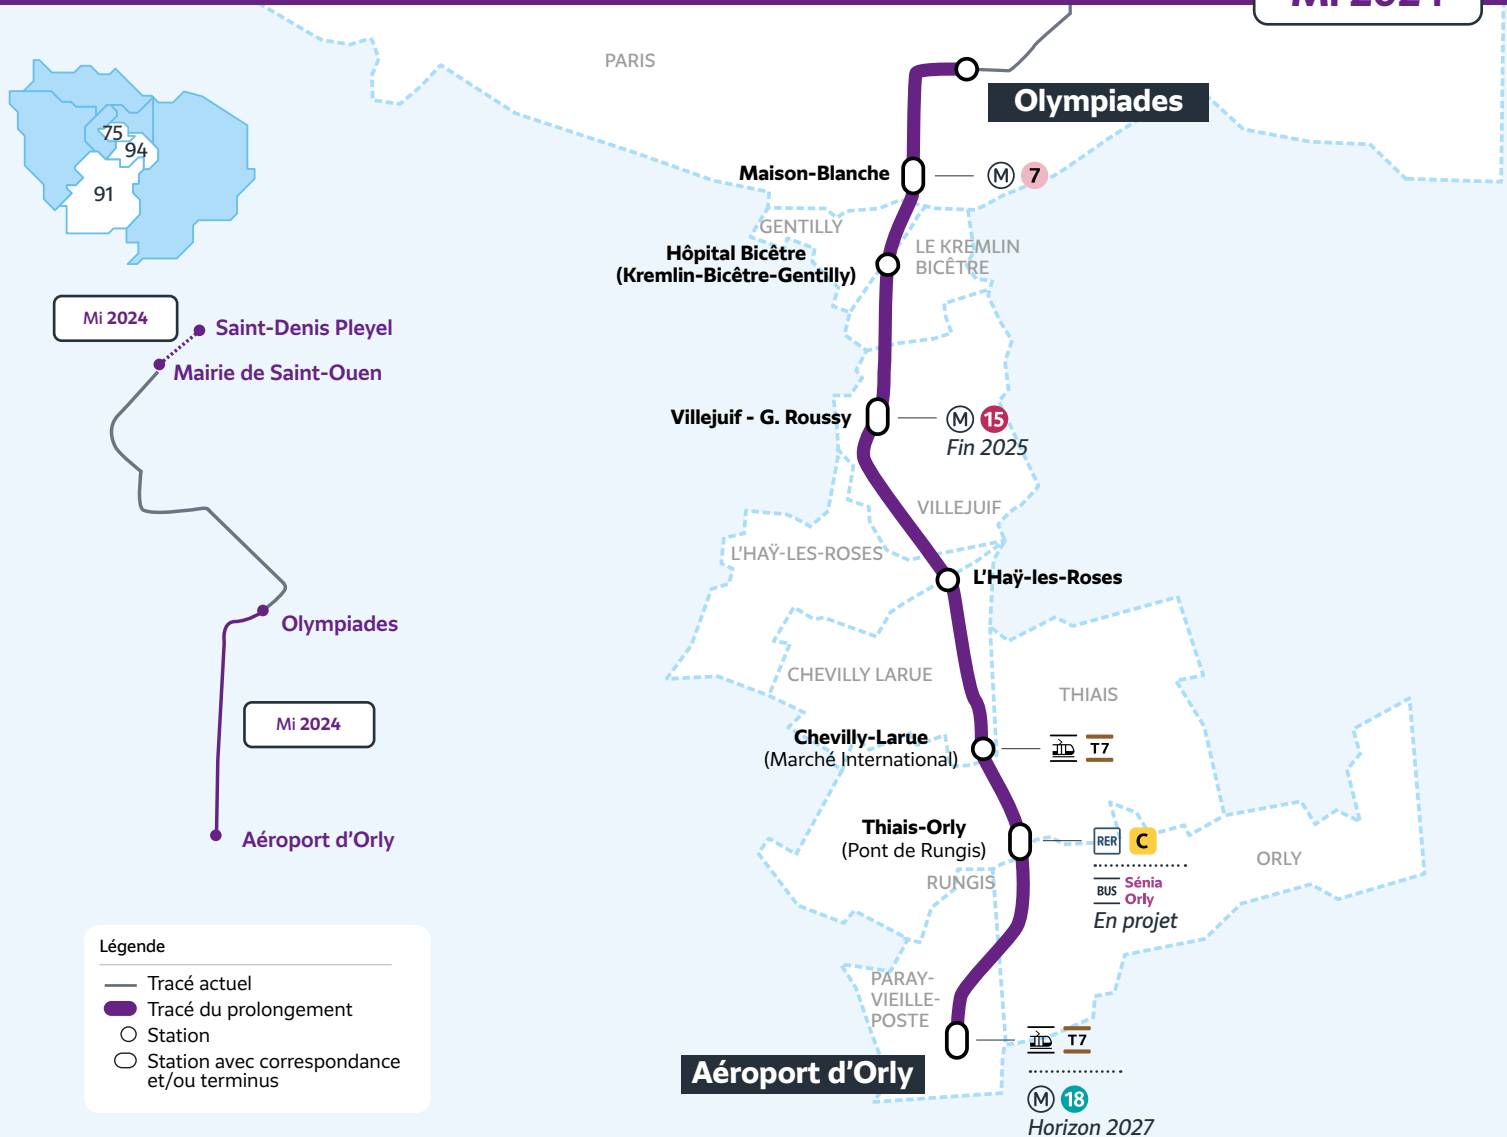 Mi 2024
PARIS
Olympiades
75
94
91
Maison-Blanche
M 7
GENTILLY
Hôpital Bicêtre
(Kremlin-Bicêtre-Gentilly)
LE KREMLIN
BICÊTRE
Mi 2024
Saint-Denis Pleyel
Mairie de Saint-Ouen
Villejuif - G. Roussy
M 15
Fin 2025
VILLEJUIF
L'HAŸ-LES-ROSES
L'Haÿ-les-Roses
Olympiades
CHEVILLY LARUE
THIAIS
Mi 2024
Chevilly-Larue
(Marché International)
T7
Aéroport d'Orly
Thiais-Orly
(Pont de Rungis)
RER C
ORLY
RUNGIS
BUS Sénia
Orly
En projet
Légende
Tracé actuel
Tracé du prolongement
Station
Station avec correspondance
et/ou terminus
PARAY-
VIEILLE-
POSTE
T7
Aéroport d'Orly
M 18
Horizon 2027